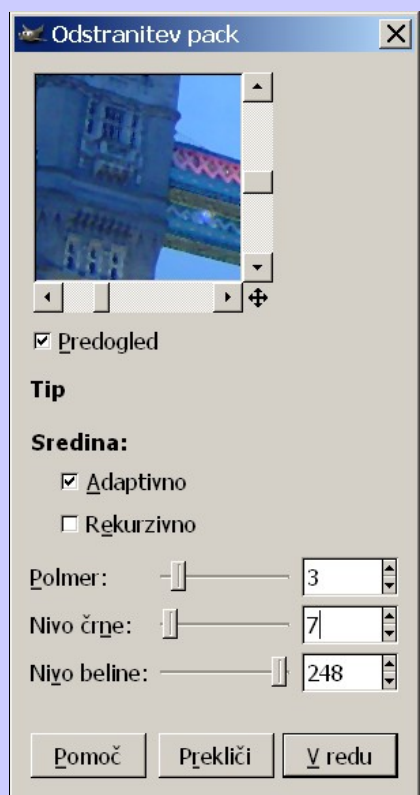 Odstranitev pack
Predogled
Tip
Sredina:
Adaptivno
Rekurzivno
Polmer: 3
Nivo črne: 7
Nivo beline: 248
Pomoč Prekliči V redu